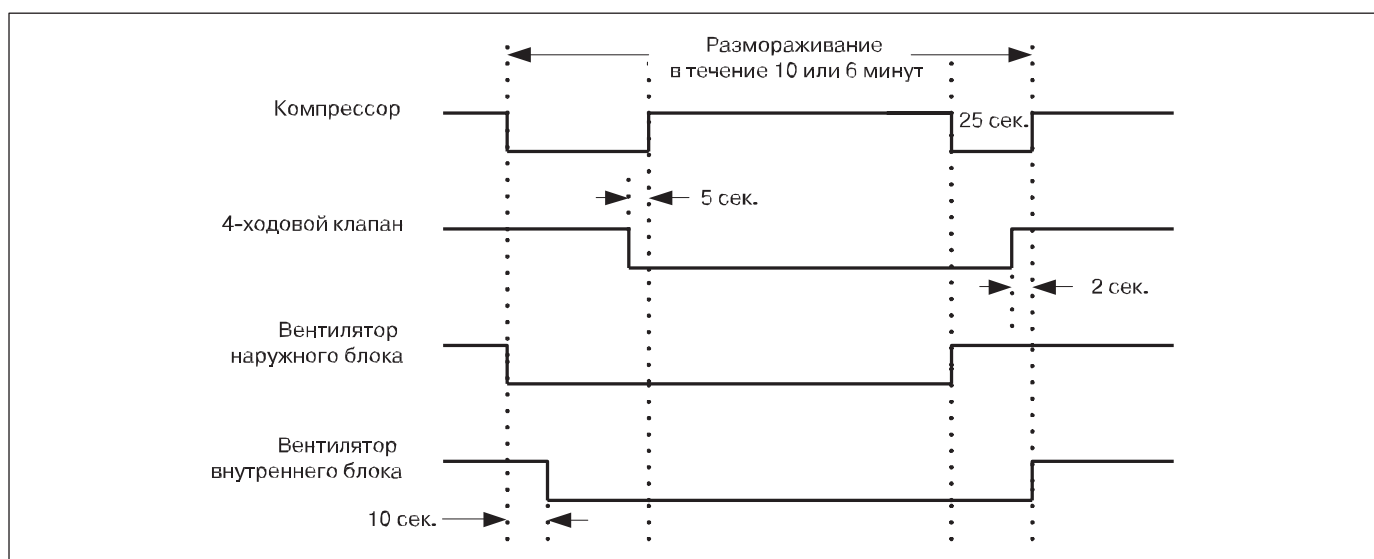 Размораживание
в течение 10 или 6 минут
Компрессор
25 сек.
5 сек.
4-ходовой клапан
2 сек.
Вентилятор
наружного блока
Вентилятор
внутреннего блока
10 сек.